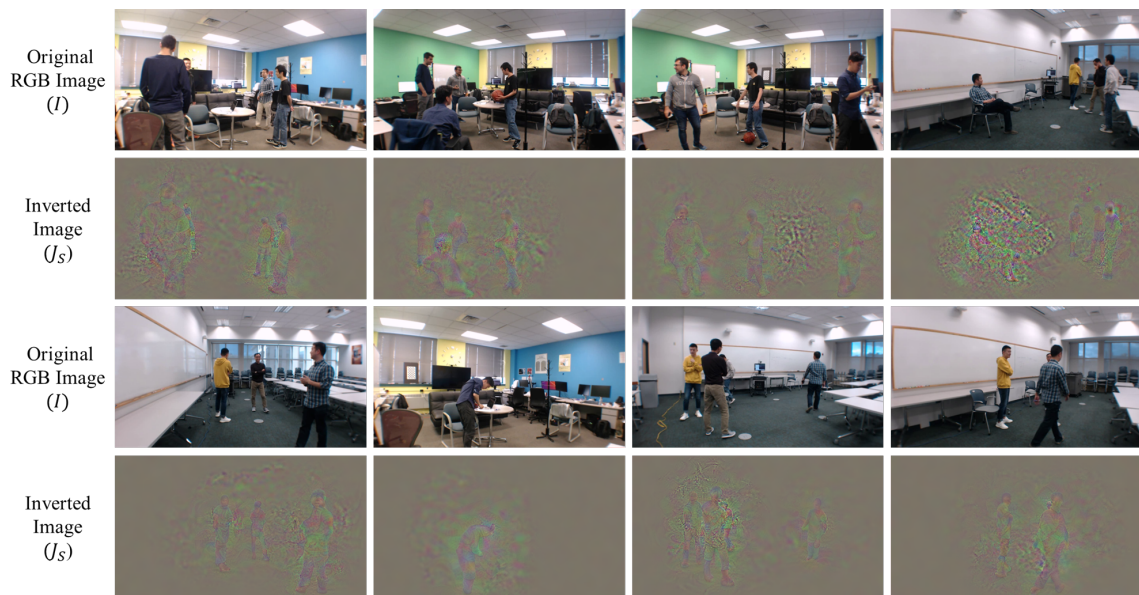 Original
RGB Image
(I)
Inverted
Image
(J_S)
Original
RGB Image
(I)
Inverted
Image
(J_S)